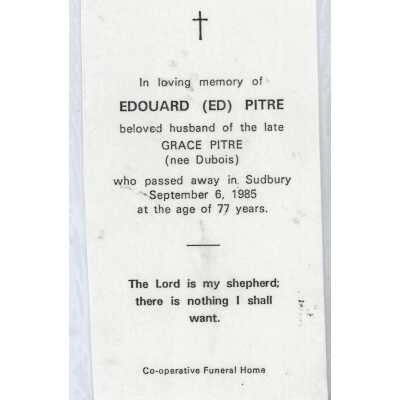 In loving memory of
EDOUARD (ED) PITRE
beloved husband of the late
GRACE PITRE
(nee Dubois)
who passed away in Sudbury
September 6, 1985
at the age of 77 years.
The Lord is my shepherd;
there is nothing I shall
want.
Co-operative Funeral Home